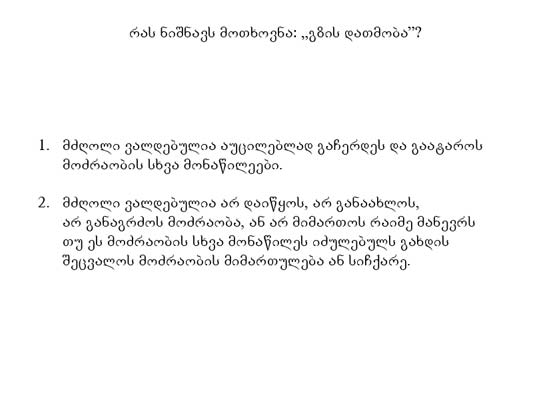 რას ნიშნავს მოთხოვნა: „გზის დათმობა”?
1. მძღოლი ვალდებულია აუცილებლად გაჩერდეს და გაატაროს
მოძრაობის სხვა მონაწილეები.
2. მძღოლი ვალდებულია არ დაიწყოს, არ განაახლოს,
არ განაგრძოს მოძრაობა, ან არ მიმართოს რაიმე მანევრს
თუ ეს მოძრაობის სხვა მონაწილეს იძულებულს გახდის
შეცვალოს მოძრაობის მიმართულება ან სიჩქარე.